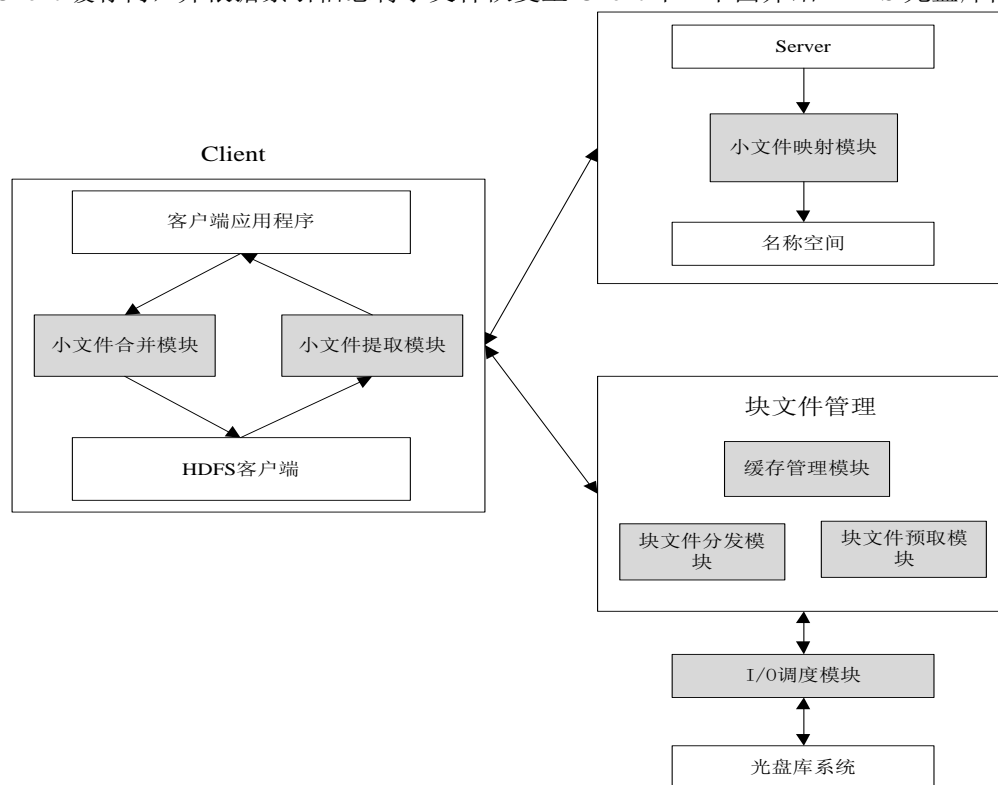 Server
小文件映射模块
名称空间
Client
客户端应用程序
小文件合并模块
小文件提取模块
HDFS客户端
块文件管理
缓存管理模块
块文件分发模
块
块文件预取模
块
I/O调度模块
光盘库系统